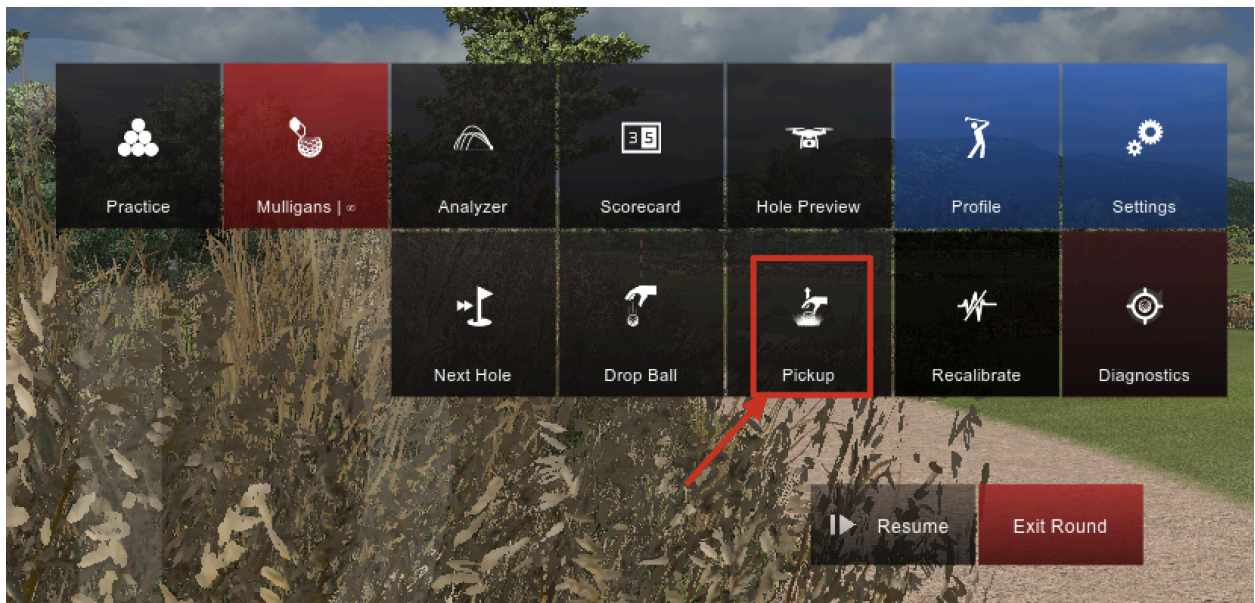 35
Practice
Mulligans | ∞
Analyzer
Scorecard
Hole Preview
Profile
Settings
Next Hole
Drop Ball
Pickup
Recalibrate
Diagnostics
Resume
Exit Round